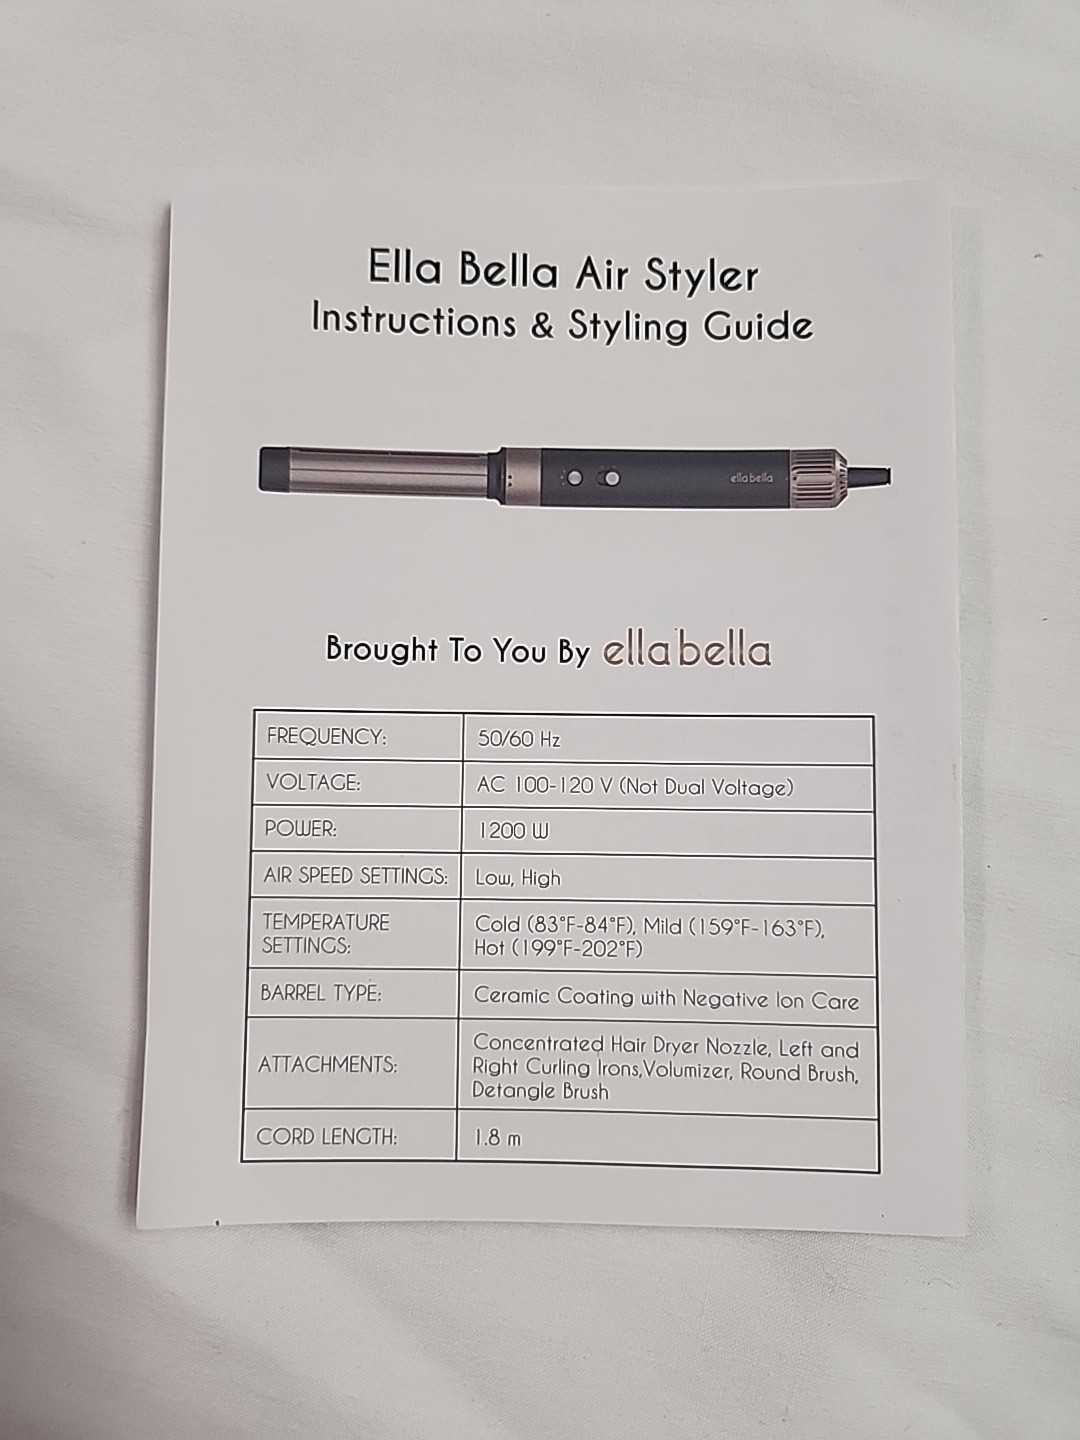 Ella Bella Air Styler
Instructions & Styling Guide
ellabella
Brought To You By ellabella
FREQUENCY: 50/60 Hz
VOLTAGE: AC 100-120 V (Not Dual Voltage)
POWER: 1200 W
AIR SPEED SETTINGS: Low, High
TEMPERATURE
SETTINGS:
Cold (83°F-84°F), Mild (159°F-163°F),
Hot (199°F-202°F)
BARREL TYPE: Ceramic Coating with Negative Ion Care
ATTACHMENTS:
Concentrated Hair Dryer Nozzle, Left and
Right Curling Irons,Volumizer, Round Brush,
Detangle Brush
CORD LENGTH: 1.8 m